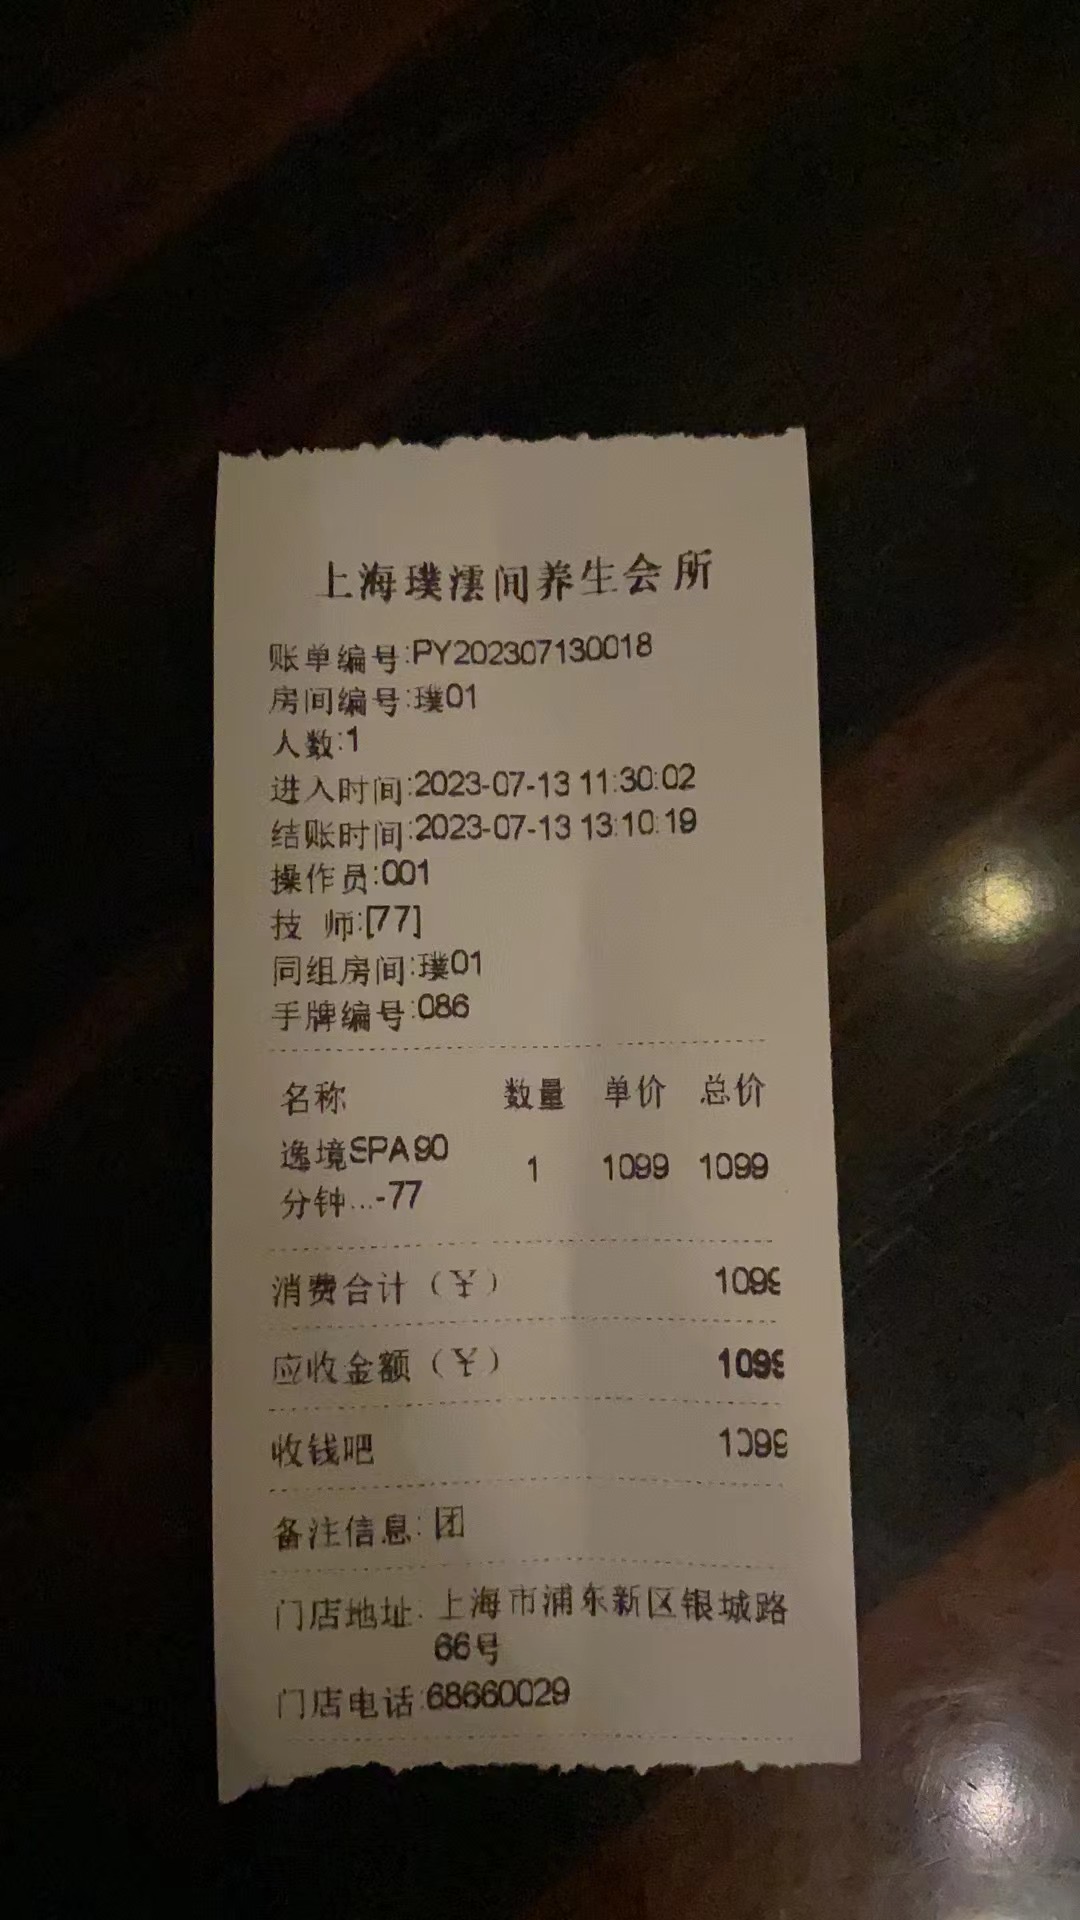 上海璞澐间养生会所
账单编号:PY202307130018
房间编号:璞01
人数:1
进入时间:2023-07-13 11:30:02
结账时间:2023-07-13 13:10:19
操作员:001
技 师:[77]
同组房间:璞01
手牌编号:086
名称 数量 单价 总价
逸境SPA90 1 1099 1099
分钟...-77
消费合计（￥） 1099
应收金额（￥） 1099
收钱吧 1099
备注信息: 团
门店地址: 上海市浦东新区银城路
66号
门店电话:68660029